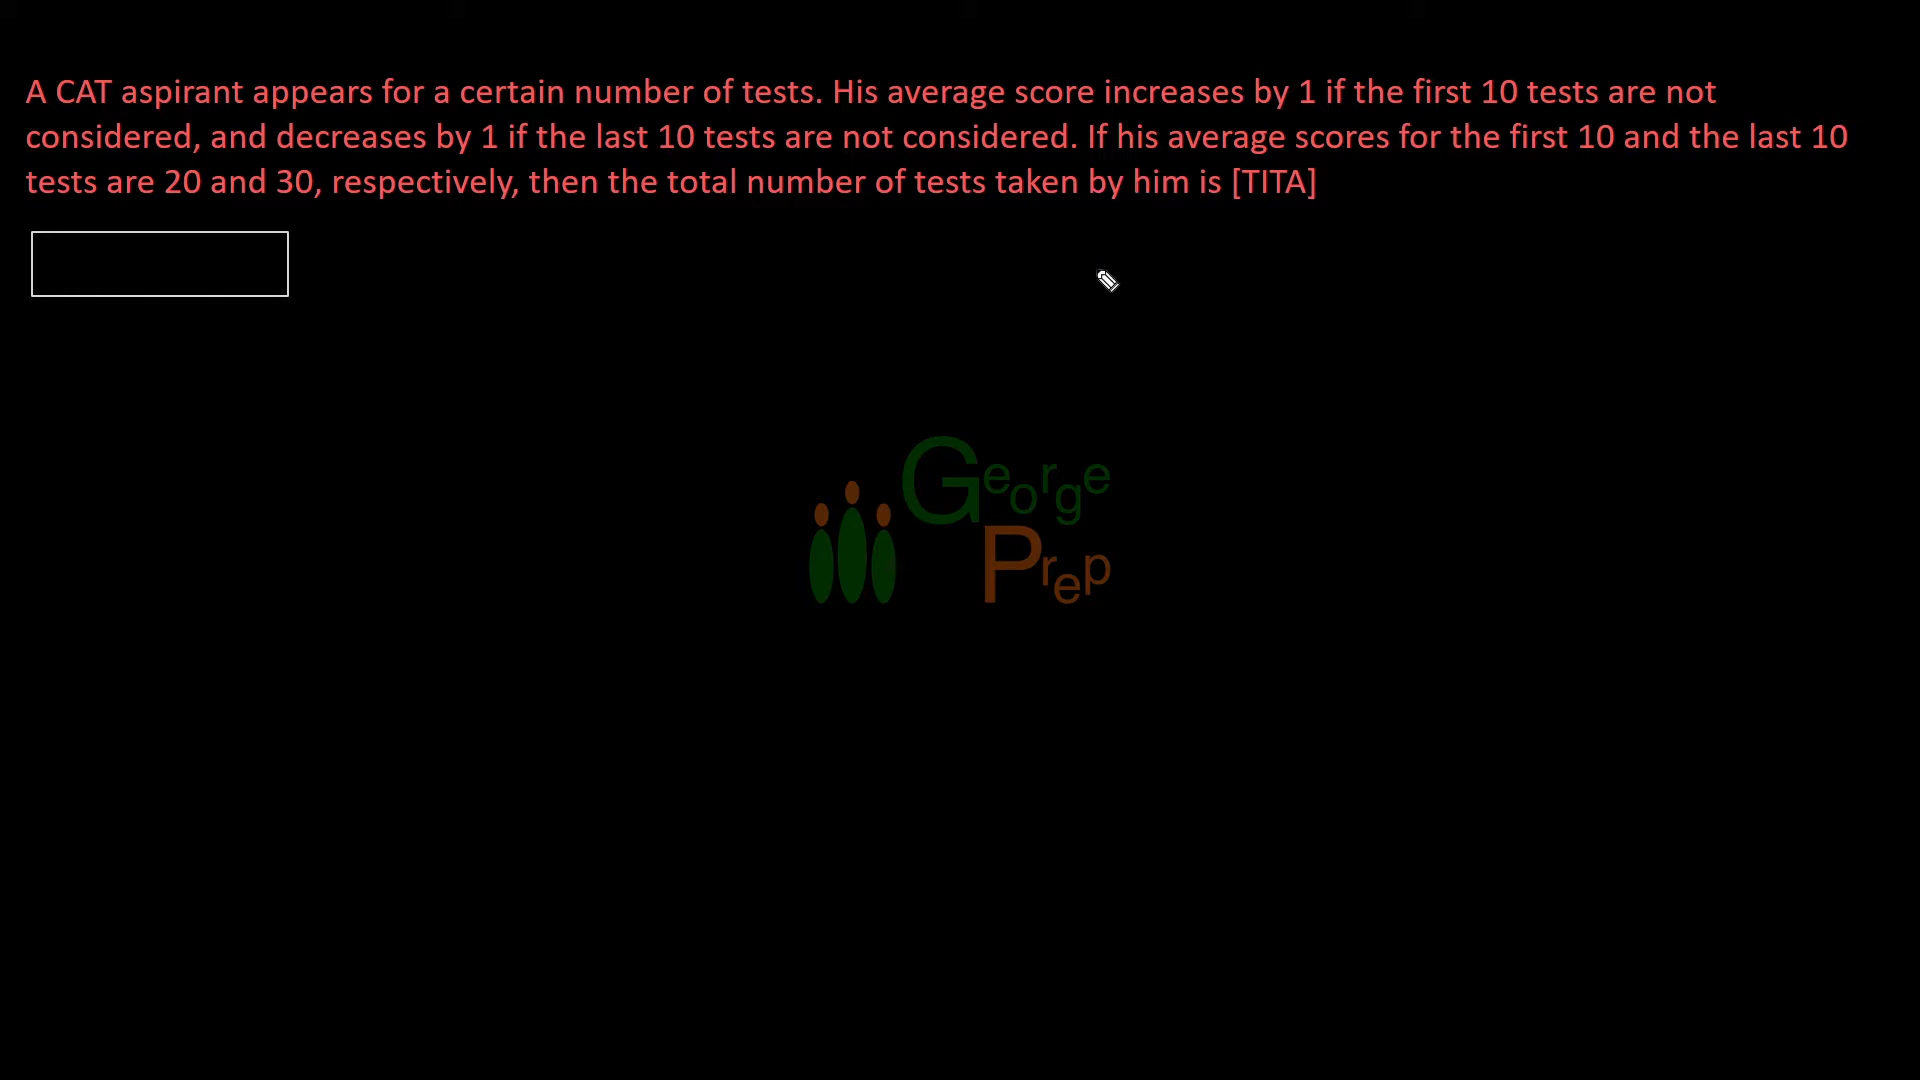 A CAT aspirant appears for a certain number of tests. His average score increases by 1 if the first 10 tests are not
considered, and decreases by 1 if the last 10 tests are not considered. If his average scores for the first 10 and the last 10
tests are 20 and 30, respectively, then the total number of tests taken by him is [TITA]
George
Prep